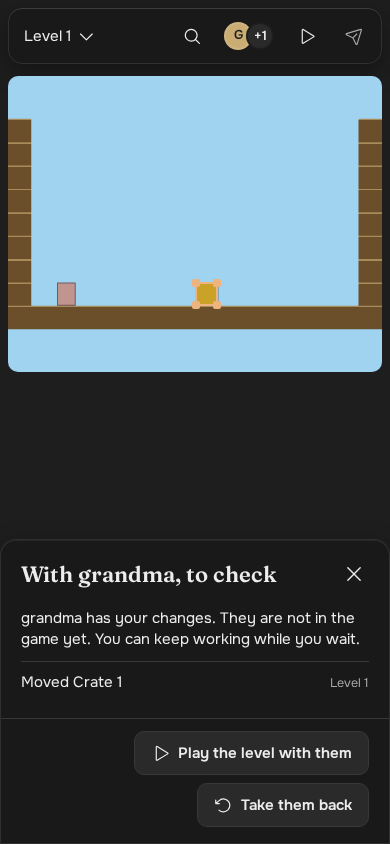 Level 1
G +1
With grandma, to check
grandma has your changes. They are not in the
game yet. You can keep working while you wait.
Moved Crate 1 Level 1
Play the level with them
Take them back